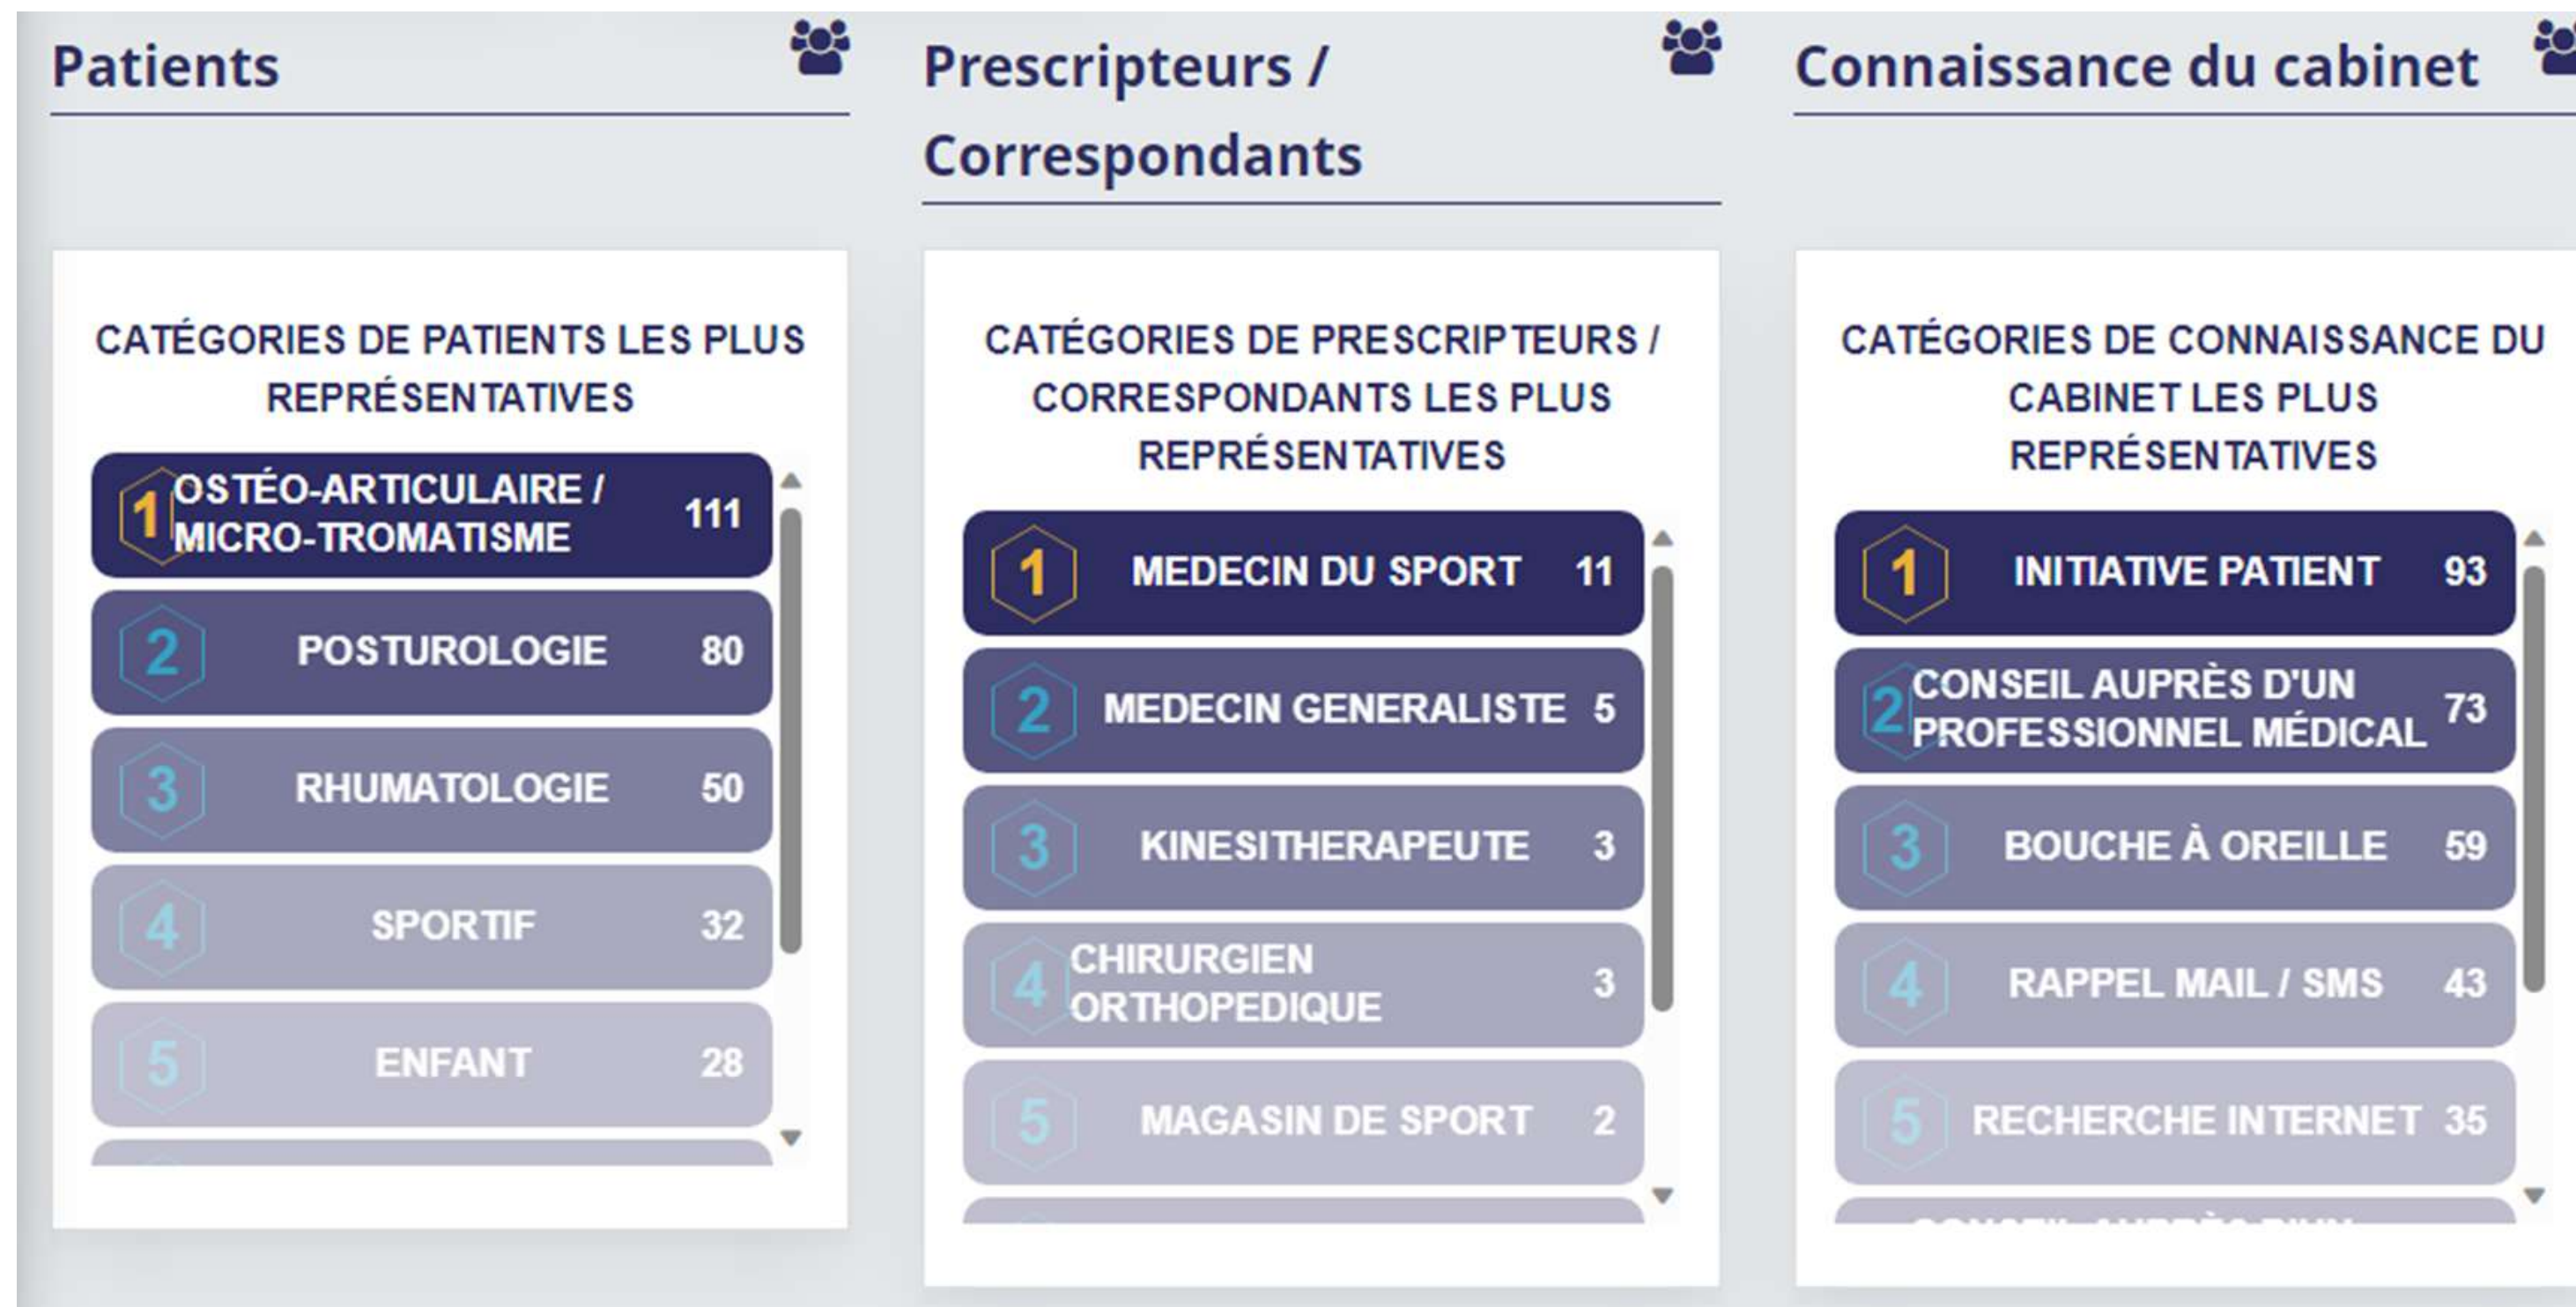 Patients
CATÉGORIES DE PATIENTS LES PLUS
REPRÉSENTATIVES
1 OSTÉO-ARTICULAIRE / 111
MICRO-TROMATISME
2 POSTUROLOGIE 80
3 RHUMATOLOGIE 50
4 SPORTIF 32
5 ENFANT 28
Prescripteurs /
Correspondants
CATÉGORIES DE PRESCRIPTEURS /
CORRESPONDANTS LES PLUS
REPRÉSENTATIVES
1 MEDECIN DU SPORT 11
2 MEDECIN GENERALISTE 5
3 KINESITHERAPEUTE 3
4 CHIRURGIEN 3
ORTHOPEDIQUE
5 MAGASIN DE SPORT 2
Connaissance du cabinet
CATÉGORIES DE CONNAISSANCE DU
CABINET LES PLUS
REPRÉSENTATIVES
1 INITIATIVE PATIENT 93
2 CONSEIL AUPRÈS D'UN 73
PROFESSIONNEL MÉDICAL
3 BOUCHE À OREILLE 59
4 RAPPEL MAIL / SMS 43
5 RECHERCHE INTERNET 35